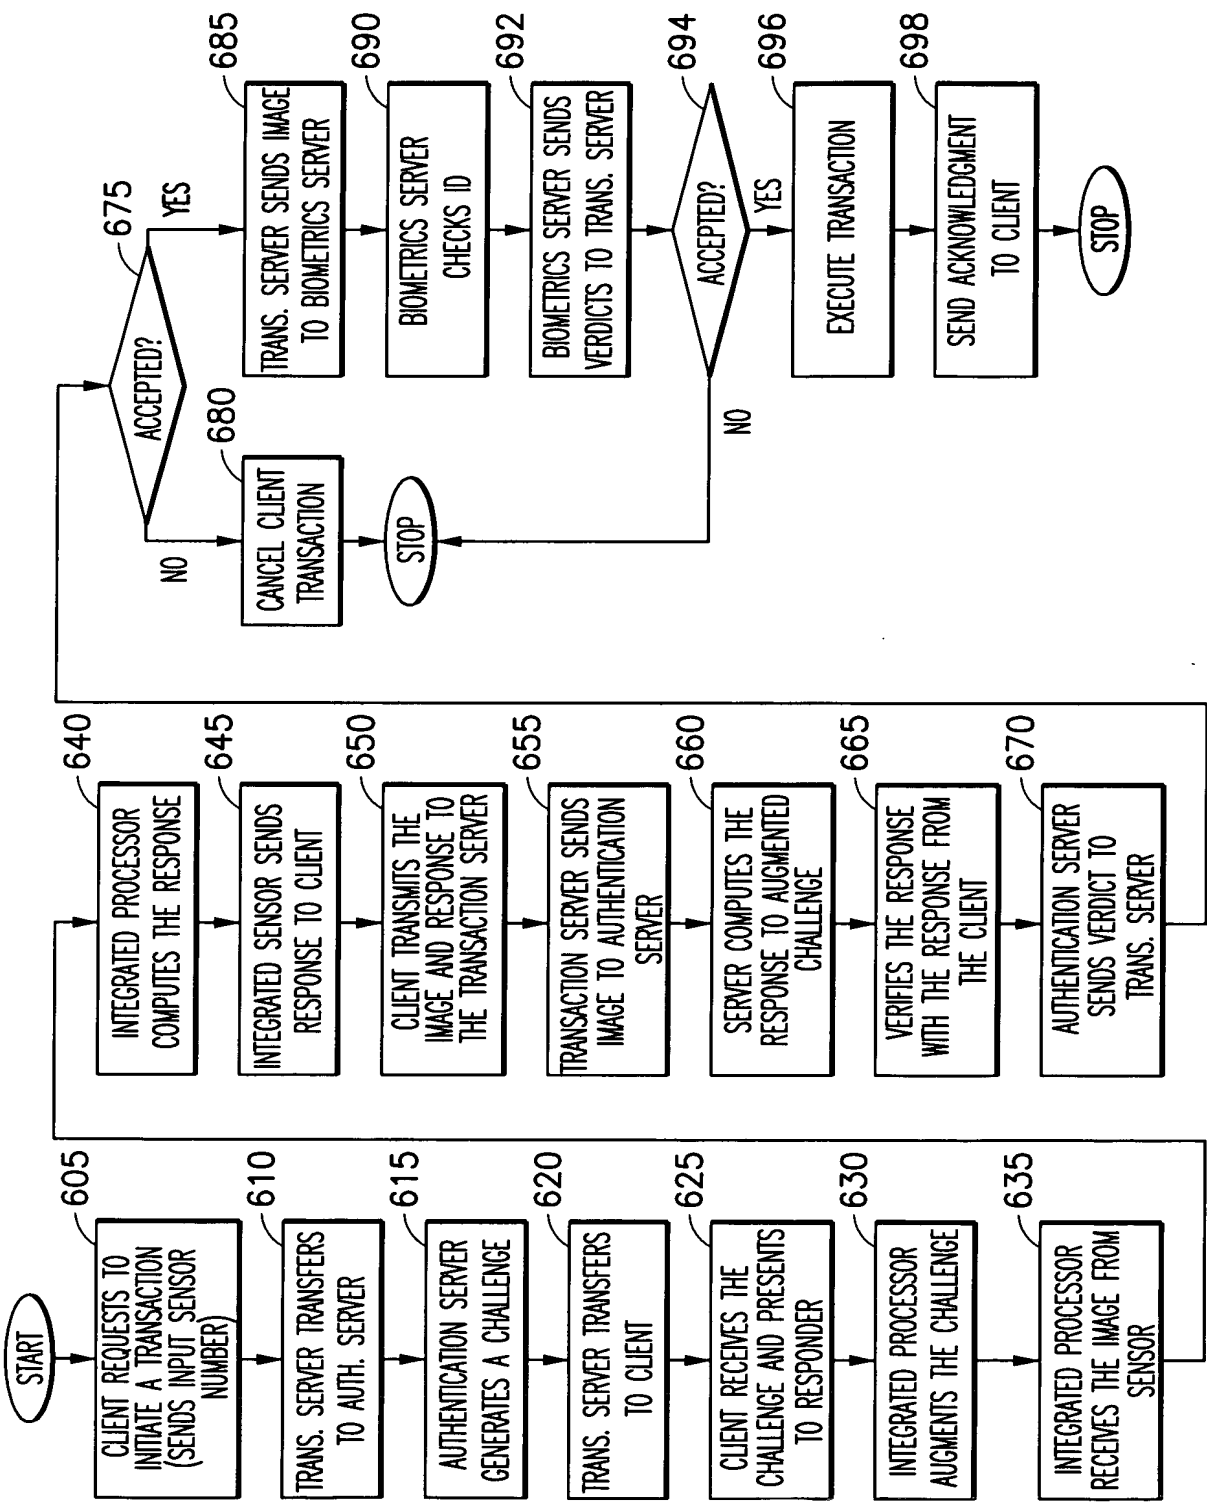 START
605
CLIENT REQUESTS TO
INITIATE A TRANSACTION
(SENDS INPUT SENSOR
NUMBER)
610
TRANS. SERVER TRANSFERS
TO AUTH. SERVER
615
AUTHENTICATION SERVER
GENERATES A CHALLENGE
620
TRANS. SERVER TRANSFERS
TO CLIENT
625
CLIENT RECEIVES THE
CHALLENGE AND PRESENTS
TO RESPONDER
630
INTEGRATED PROCESSOR
AUGMENTS THE CHALLENGE
635
INTEGRATED PROCESSOR
RECEIVES THE IMAGE FROM
SENSOR
640
INTEGRATED PROCESSOR
COMPUTES THE RESPONSE
645
INTEGRATED SENSOR SENDS
RESPONSE TO CLIENT
650
CLIENT TRANSMITS THE
IMAGE AND RESPONSE TO
THE TRANSACTION SERVER
655
TRANSACTION SERVER SENDS
IMAGE TO AUTHENTICATION
SERVER
660
SERVER COMPUTES THE
RESPONSE TO AUGMENTED
CHALLENGE
665
VERIFIES THE RESPONSE
WITH THE RESPONSE FROM
THE CLIENT
670
AUTHENTICATION SERVER
SENDS VERDICT TO
TRANS. SERVER
675
ACCEPTED?
NO
YES
680
CANCEL CLIENT
TRANSACTION
STOP
685
TRANS. SERVER SENDS IMAGE
TO BIOMETRICS SERVER
690
BIOMETRICS SERVER
CHECKS ID
692
BIOMETRICS SERVER SENDS
VERDICTS TO TRANS. SERVER
694
ACCEPTED?
NO
YES
696
EXECUTE TRANSACTION
698
SEND ACKNOWLEDGMENT
TO CLIENT
STOP